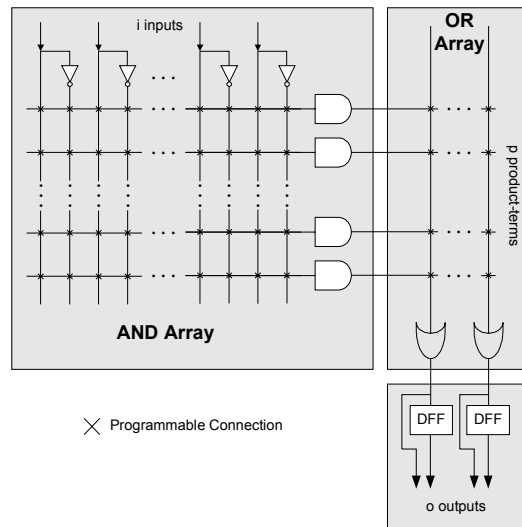 i inputs
OR
Array
p product-terms
AND Array
Programmable Connection
DFF DFF
o outputs